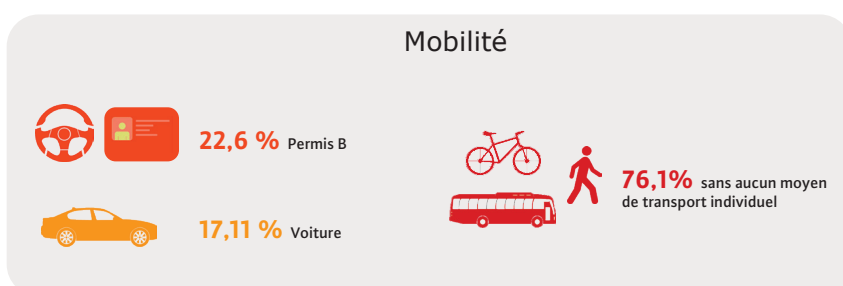 Mobilité
22,6 % Permis B
17,11 % Voiture
76,1% sans aucun moyen
de transport individuel